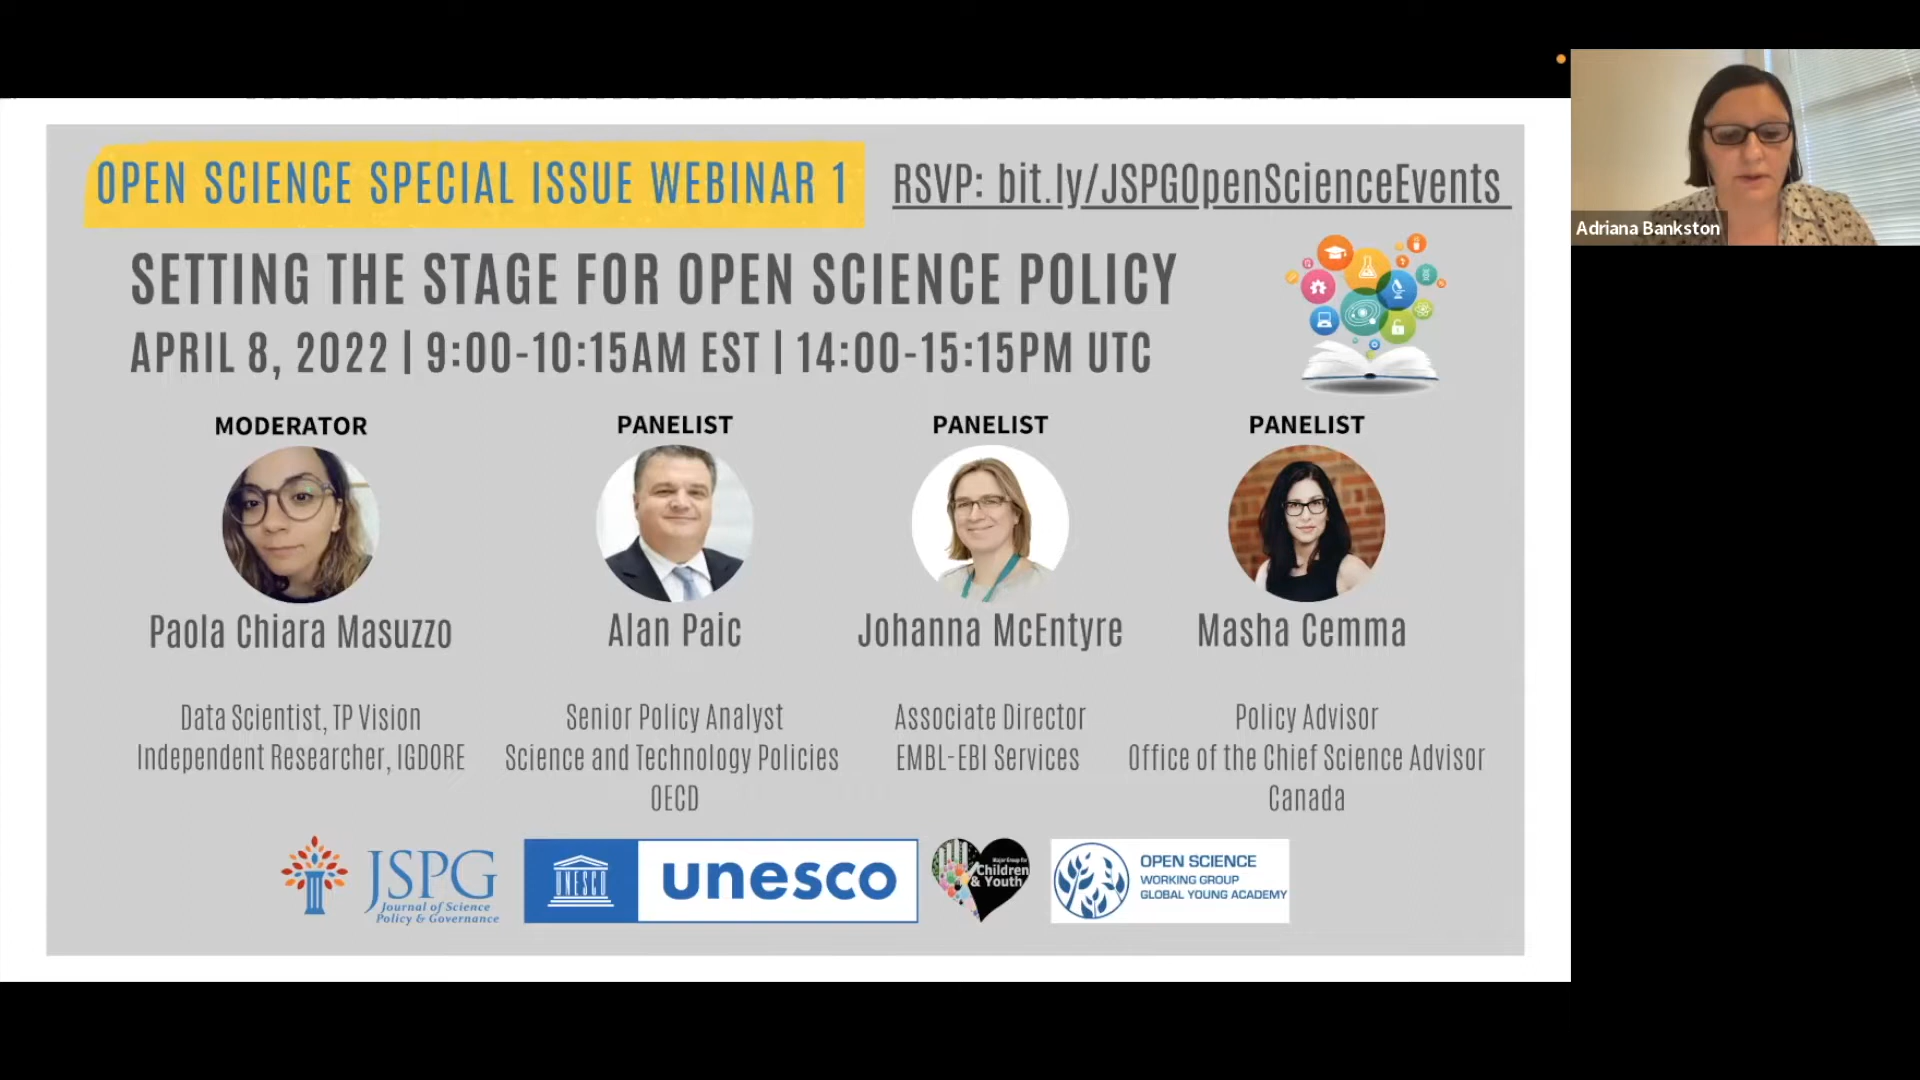 OPEN SCIENCE SPECIAL ISSUE WEBINAR 1
RSVP: bit.ly/JSPGOpenScienceEvents
SETTING THE STAGE FOR OPEN SCIENCE POLICY
APRIL 8, 2022 | 9:00-10:15AM EST | 14:00-15:15PM UTC
MODERATOR
Paola Chiara Masuzzo
Data Scientist, TP Vision
Independent Researcher, IGDORE
PANELIST
Alan Paic
Senior Policy Analyst
Science and Technology Policies
OECD
PANELIST
Johanna McEntyre
Associate Director
EMBL-EBI Services
PANELIST
Masha Cemma
Policy Advisor
Office of the Chief Science Advisor
Canada
JSPG
Journal of Science
Policy & Governance
UNESCO
unesco
Major Group for
Children
& Youth
OPEN SCIENCE
WORKING GROUP
GLOBAL YOUNG ACADEMY
Adriana Bankston